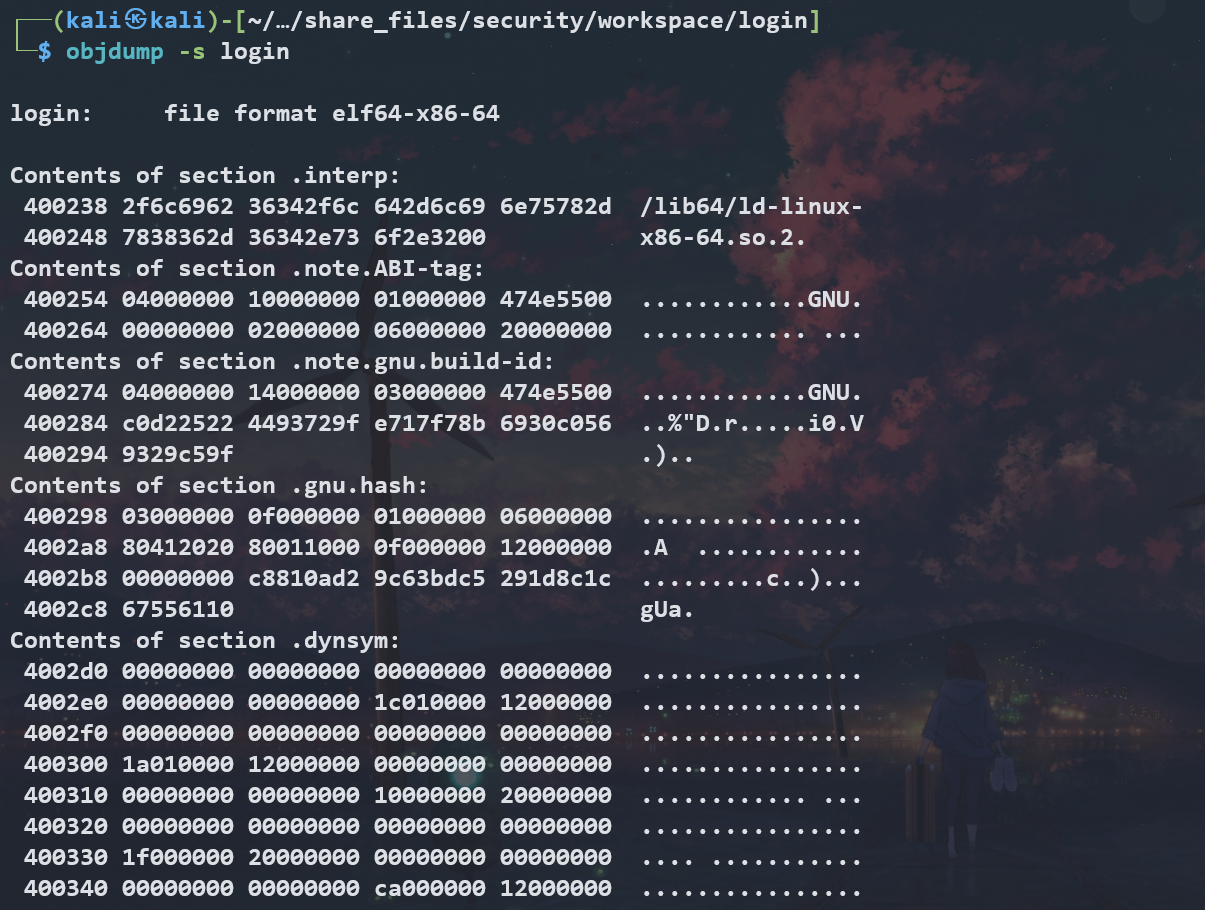 ┌──(kali㉿kali)-[~/…/share_files/security/workspace/login]
└─$ objdump -s login
login:     file format elf64-x86-64
Contents of section .interp:
 400238 2f6c6962 36342f6c 642d6c69 6e75782d  /lib64/ld-linux-
 400248 7838362d 36342e73 6f2e3200           x86-64.so.2.
Contents of section .note.ABI-tag:
 400254 04000000 10000000 01000000 474e5500  ............GNU.
 400264 00000000 02000000 06000000 20000000  ............ ...
Contents of section .note.gnu.build-id:
 400274 04000000 14000000 03000000 474e5500  ............GNU.
 400284 c0d22522 4493729f e717f78b 6930c056  ..%"D.r.....i0.V
 400294 9329c59f                             .)..
Contents of section .gnu.hash:
 400298 03000000 0f000000 01000000 06000000  ................
 4002a8 80412020 80011000 0f000000 12000000  .A  ............
 4002b8 00000000 c8810ad2 9c63bdc5 291d8c1c  .........c..)...
 4002c8 67556110                             gUa.
Contents of section .dynsym:
 4002d0 00000000 00000000 00000000 00000000  ................
 4002e0 00000000 00000000 1c010000 12000000  ................
 4002f0 00000000 00000000 00000000 00000000  ................
 400300 1a010000 12000000 00000000 00000000  ................
 400310 00000000 00000000 10000000 20000000  ............ ...
 400320 00000000 00000000 00000000 00000000  ................
 400330 1f000000 20000000 00000000 00000000  .... ...........
 400340 00000000 00000000 ca000000 12000000  ................